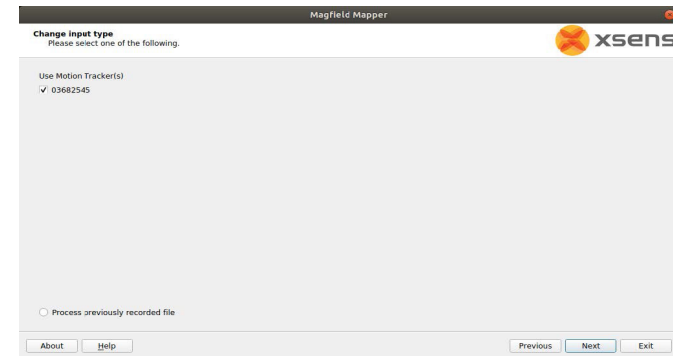 Magfield Mapper
Change input type
Please select one of the following.
xsens
Use Motion Tracker(s)
03682545
Process previously recorded file
About
Help
Previous
Next
Exit